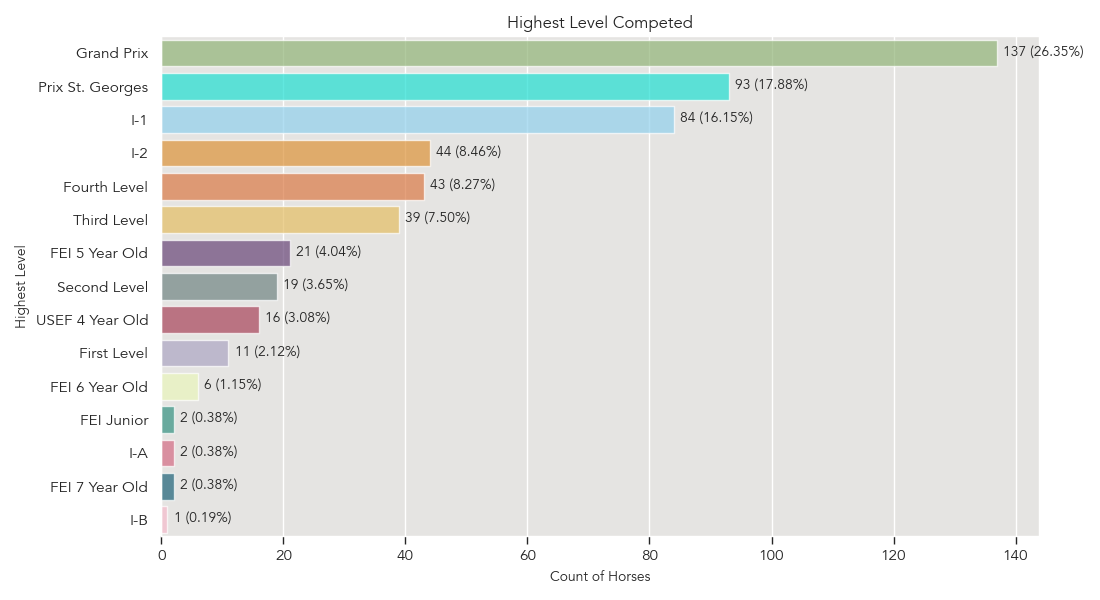 Highest Level Competed
Highest Level
Grand Prix 137 (26.35%)
Prix St. Georges 93 (17.88%)
I-1 84 (16.15%)
I-2 44 (8.46%)
Fourth Level 43 (8.27%)
Third Level 39 (7.50%)
FEI 5 Year Old 21 (4.04%)
Second Level 19 (3.65%)
USEF 4 Year Old 16 (3.08%)
First Level 11 (2.12%)
FEI 6 Year Old 6 (1.15%)
FEI Junior 2 (0.38%)
I-A 2 (0.38%)
FEI 7 Year Old 2 (0.38%)
I-B 1 (0.19%)
0 20 40 60 80 100 120 140
Count of Horses